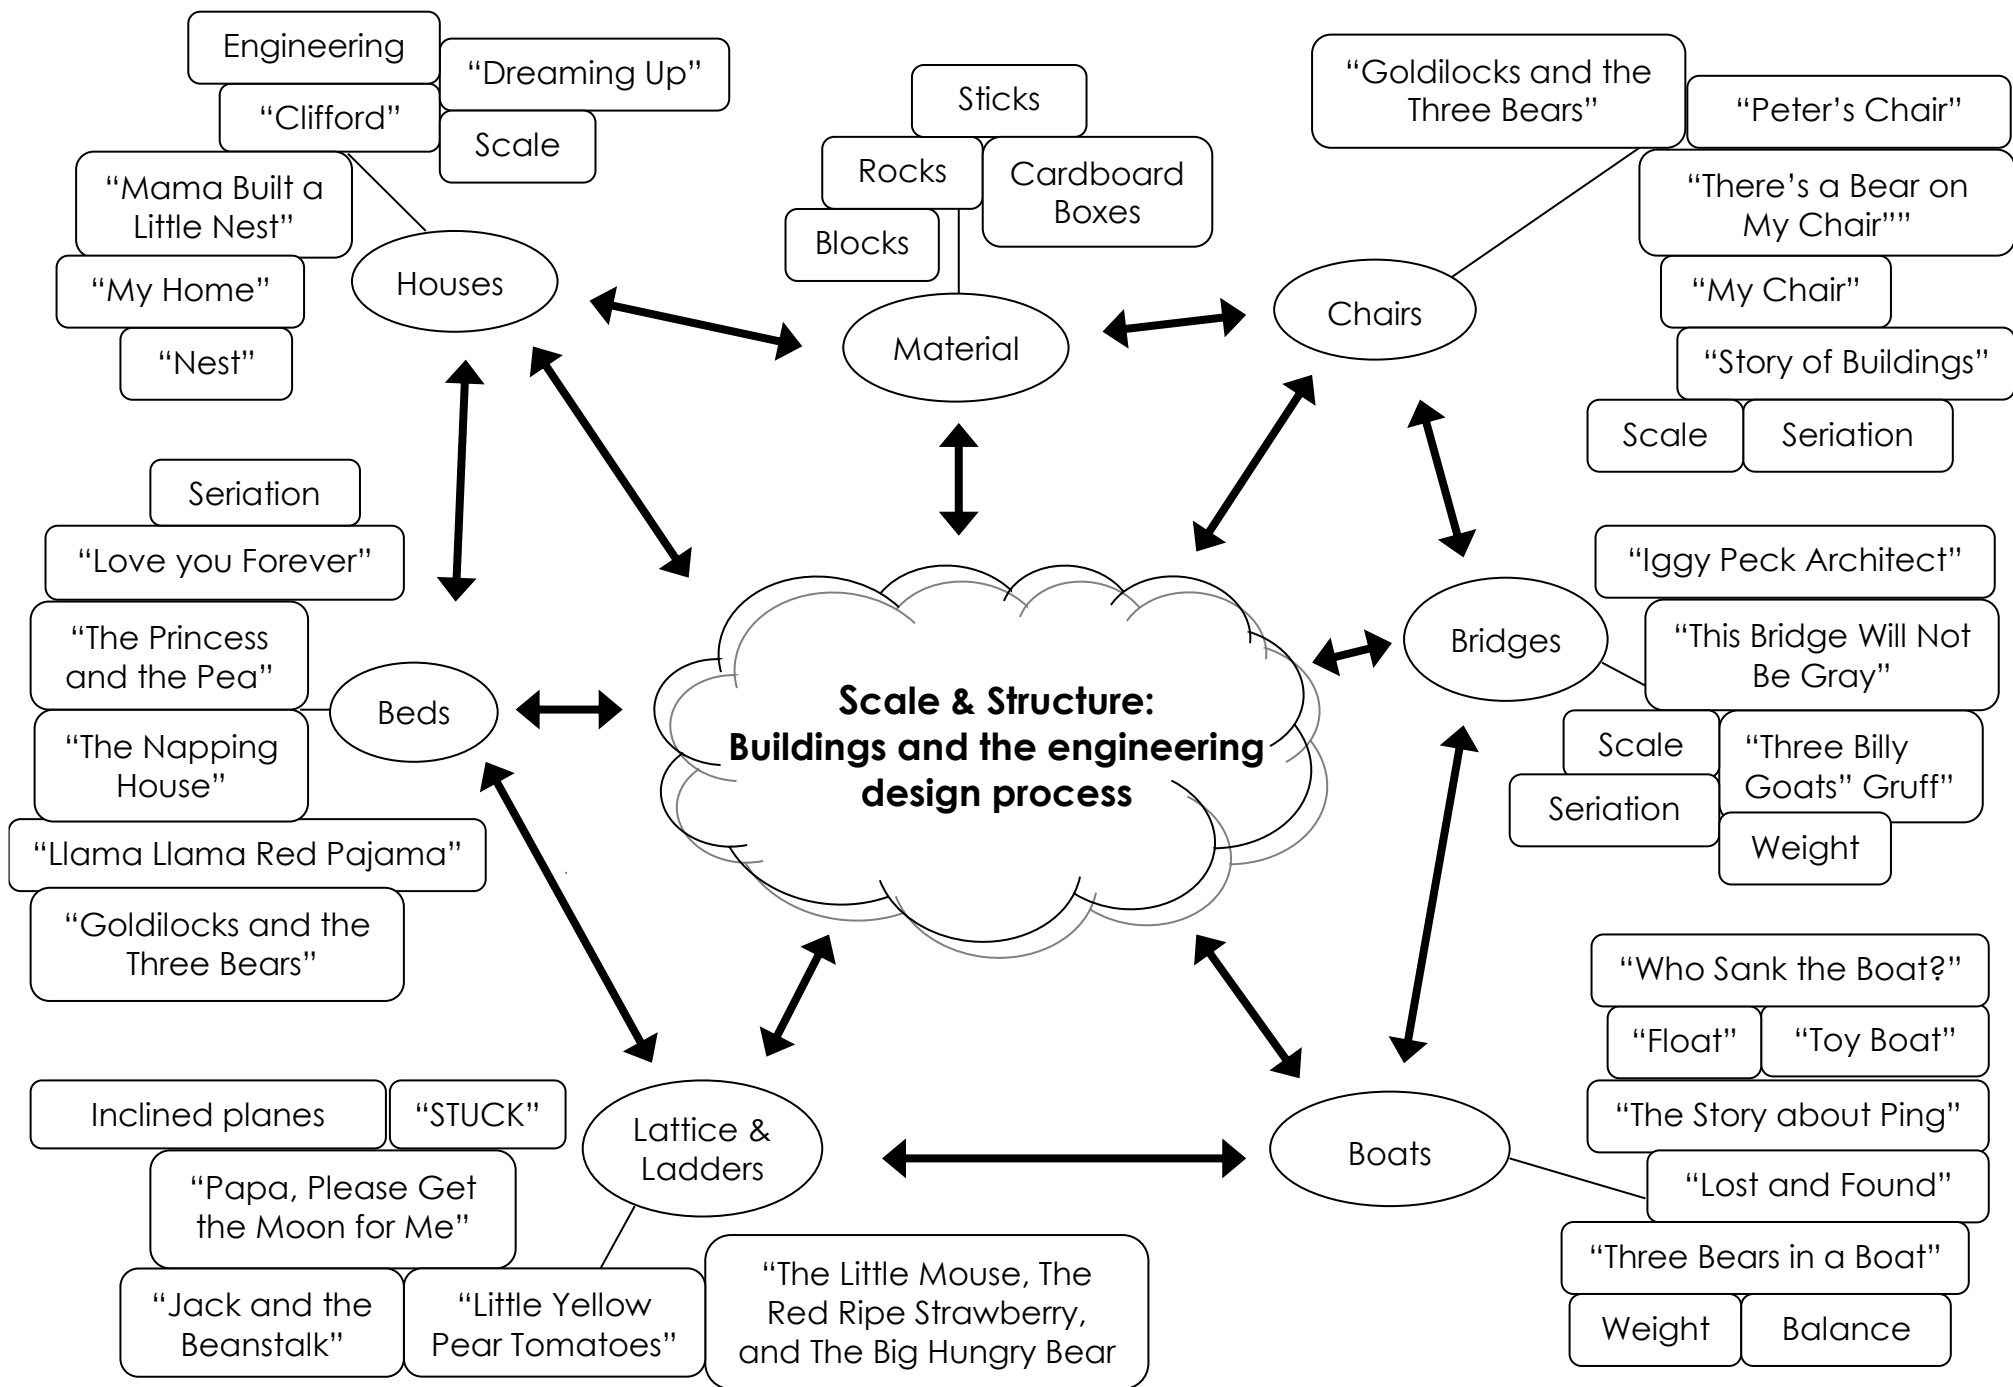 Engineering
“Dreaming Up”
“Clifford”
Scale
“Mama Built a
Little Nest”
“My Home”
“Nest”
Houses
Sticks
Rocks
Cardboard
Boxes
Blocks
Material
“Goldilocks and the
Three Bears”
“Peter’s Chair”
“There’s a Bear on
My Chair””
“My Chair”
“Story of Buildings”
Scale
Seriation
Chairs
Seriation
“Love you Forever”
“The Princess
and the Pea”
“The Napping
House”
“Llama Llama Red Pajama”
“Goldilocks and the
Three Bears”
Beds
Scale & Structure:
Buildings and the engineering
design process
Bridges
“Iggy Peck Architect”
“This Bridge Will Not
Be Gray”
Scale
“Three Billy
Goats” Gruff”
Seriation
Weight
Inclined planes
“STUCK”
“Papa, Please Get
the Moon for Me”
“Jack and the
Beanstalk”
“Little Yellow
Pear Tomatoes”
“The Little Mouse, The
Red Ripe Strawberry,
and The Big Hungry Bear
Lattice &
Ladders
Boats
“Who Sank the Boat?”
“Float”
“Toy Boat”
“The Story about Ping”
“Lost and Found”
“Three Bears in a Boat”
Weight
Balance